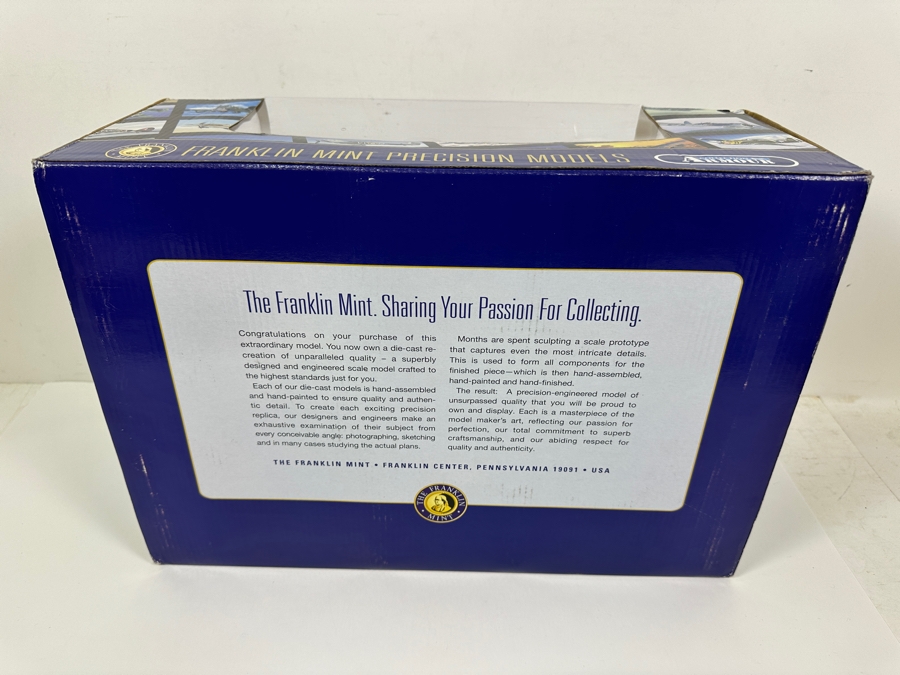 FRANKLIN MINT PRECISION MODELS
ARMOUR
The Franklin Mint. Sharing Your Passion For Collecting.
Congratulations on your purchase of this
extraordinary model. You now own a die-cast re-
creation of unparalleled quality – a superbly
designed and engineered scale model crafted to
the highest standards just for you.
Each of our die-cast models is hand-assembled
and hand-painted to ensure quality and authen-
tic detail. To create each exciting precision
replica, our designers and engineers make an
exhaustive examination of their subject from
every conceivable angle: photographing, sketching
and in many cases studying the actual plans.
Months are spent sculpting a scale prototype
that captures even the most intricate details.
This is used to form all components for the
finished piece—which is then hand-assembled,
hand-painted and hand-finished.
The result: A precision-engineered model of
unsurpassed quality that you will be proud to
own and display. Each is a masterpiece of the
model maker's art, reflecting our passion for
perfection, our total commitment to superb
craftsmanship, and our abiding respect for
quality and authenticity.
THE FRANKLIN MINT • FRANKLIN CENTER, PENNSYLVANIA 19091 • USA
THE FRANKLIN
MINT